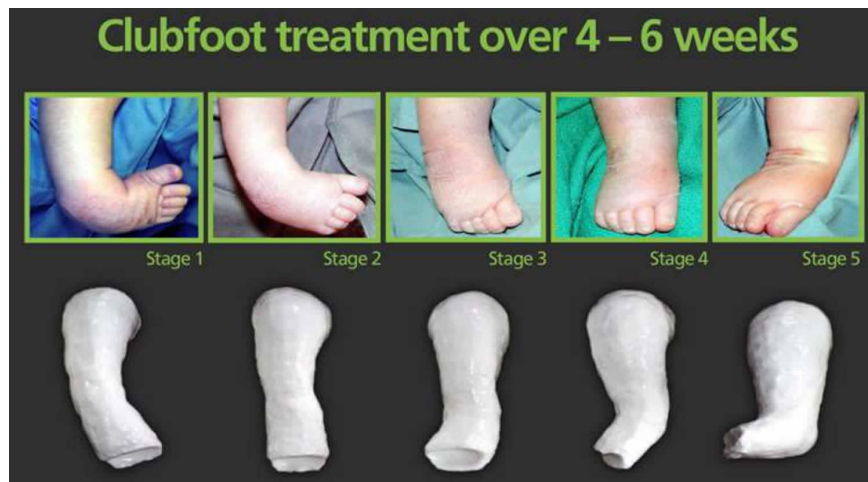 Clubfoot treatment over 4 – 6 weeks
Stage 1
Stage 2
Stage 3
Stage 4
Stage 5